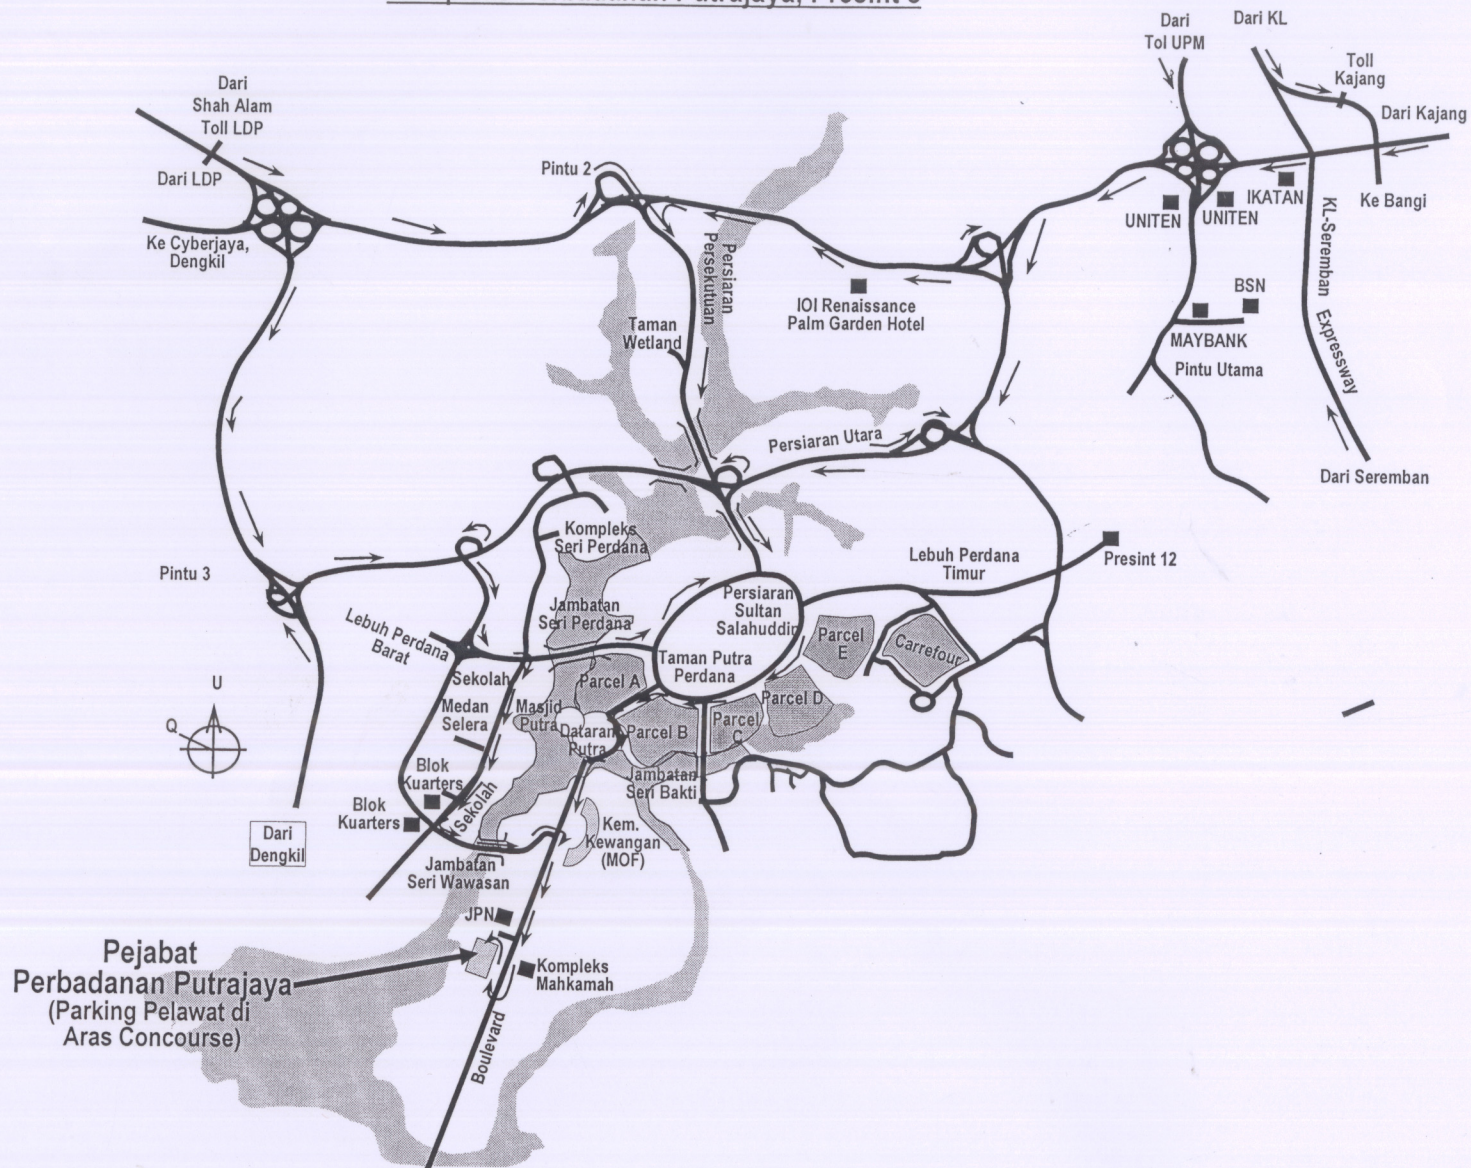 Putrajaya, Presint
Dari
Tol UPM
Dari KL
Toll
Kajang
Dari Kajang
Dari
Shah Alam
Toll LDP
Dari LDP
Pintu 2
Ke Cyberjaya,
Dengkil
UNITEN
UNITEN
IKATAN
Ke Bangi
KL-Seremban Expressway
Persiaran
Persekutuan
IOI Renaissance
Palm Garden Hotel
BSN
MAYBANK
Pintu Utama
Taman
Wetland
Persiaran Utara
Dari Seremban
Kompleks
Seri Perdana
Lebuh Perdana
Timur
Presint 12
Pintu 3
Jambatan
Seri Perdana
Persiaran
Sultan
Salahuddin
Lebuh Perdana
Barat
Parcel
E
Carrefour
Taman Putra
Perdana
Sekolah
Parcel A
Parcel D
U
Q
Medan
Selera
Masjid
Putra
Dataran
Putra
Parcel B
Parcel
C
Blok
Kuarters
Jambatan
Seri Bakti
Sekolah
Blok
Kuarters
Dari
Dengkil
Kem.
Kewangan
(MOF)
Jambatan
Seri Wawasan
JPN
Pejabat
Perbadanan Putrajaya
(Parking Pelawat di
Aras Concourse)
Kompleks
Mahkamah
Boulevard